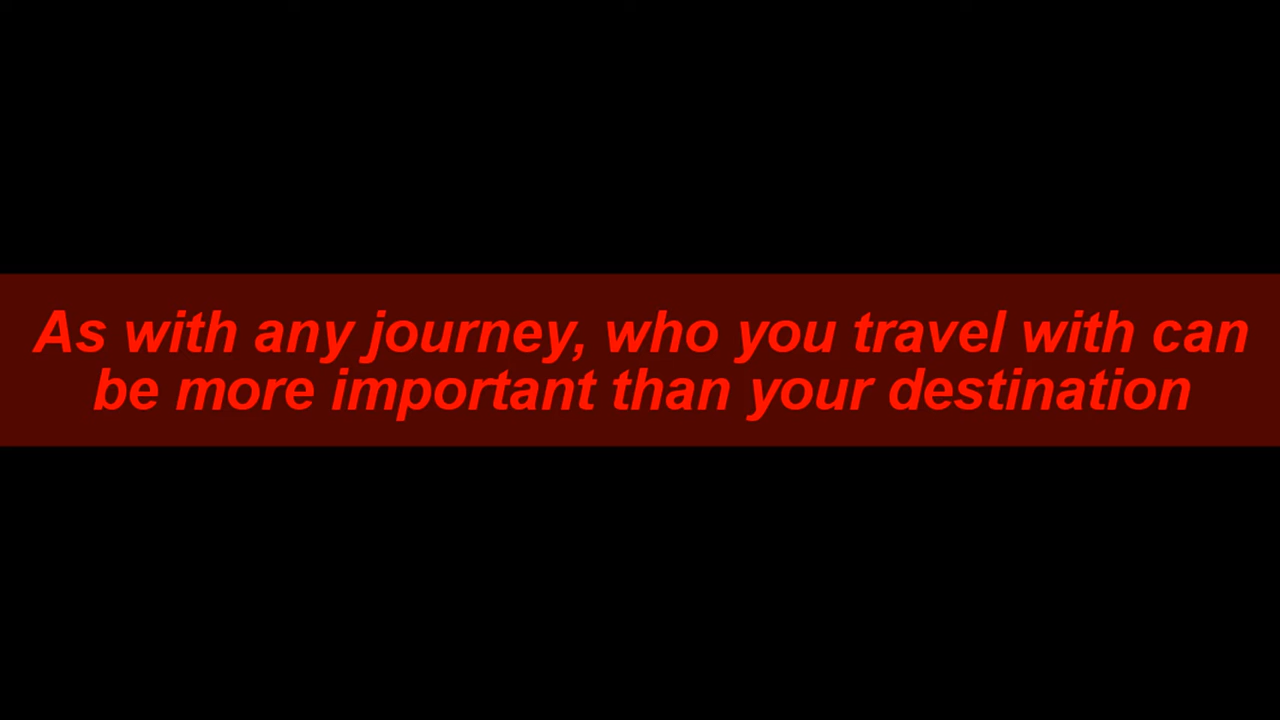 As with any journey, who you travel with can
be more important than your destination